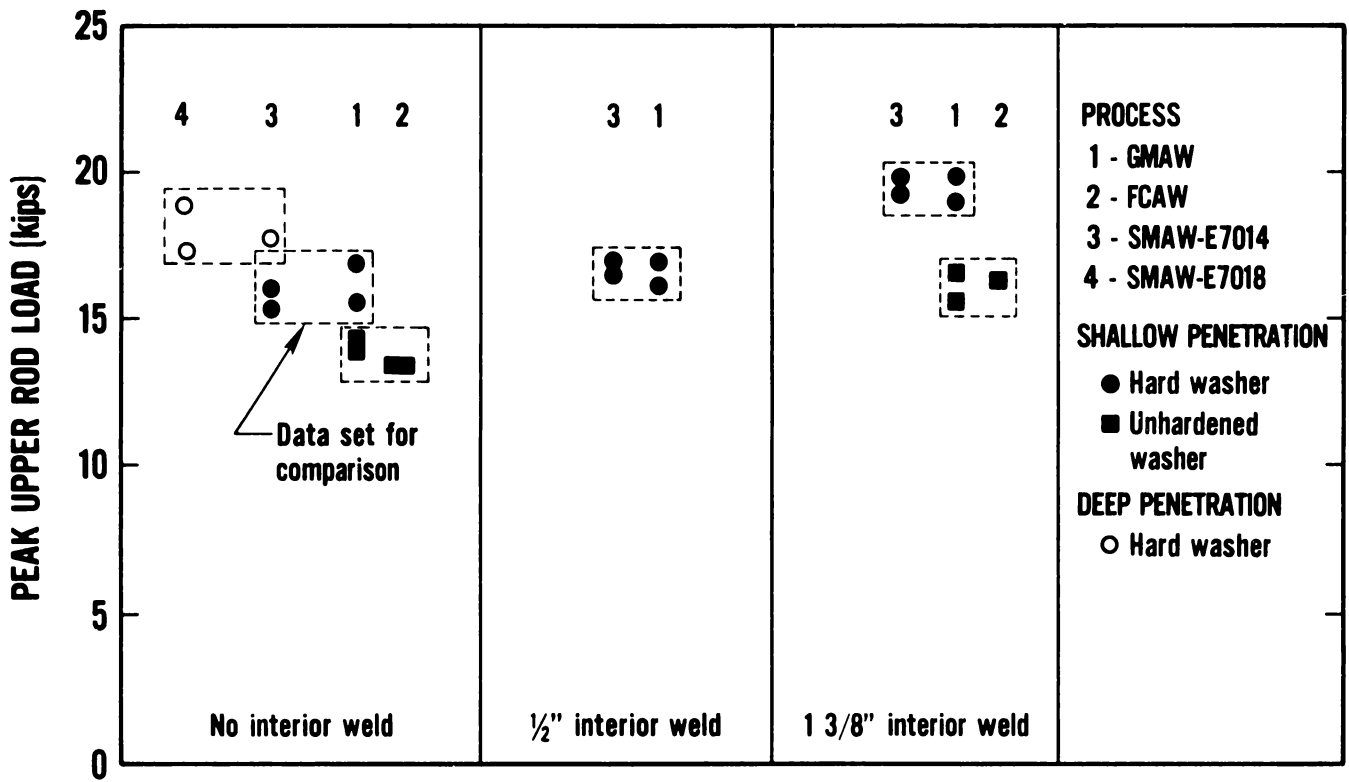 PEAK UPPER ROD LOAD (kips)
25
20
15
10
5
0
4 3 1 2
Data set for
comparison
No interior weld
3 1
½” interior weld
3 1 2
1 3/8” interior weld
PROCESS
1 - GMAW
2 - FCAW
3 - SMAW-E7014
4 - SMAW-E7018
SHALLOW PENETRATION
● Hard washer
■ Unhardened
washer
DEEP PENETRATION
○ Hard washer